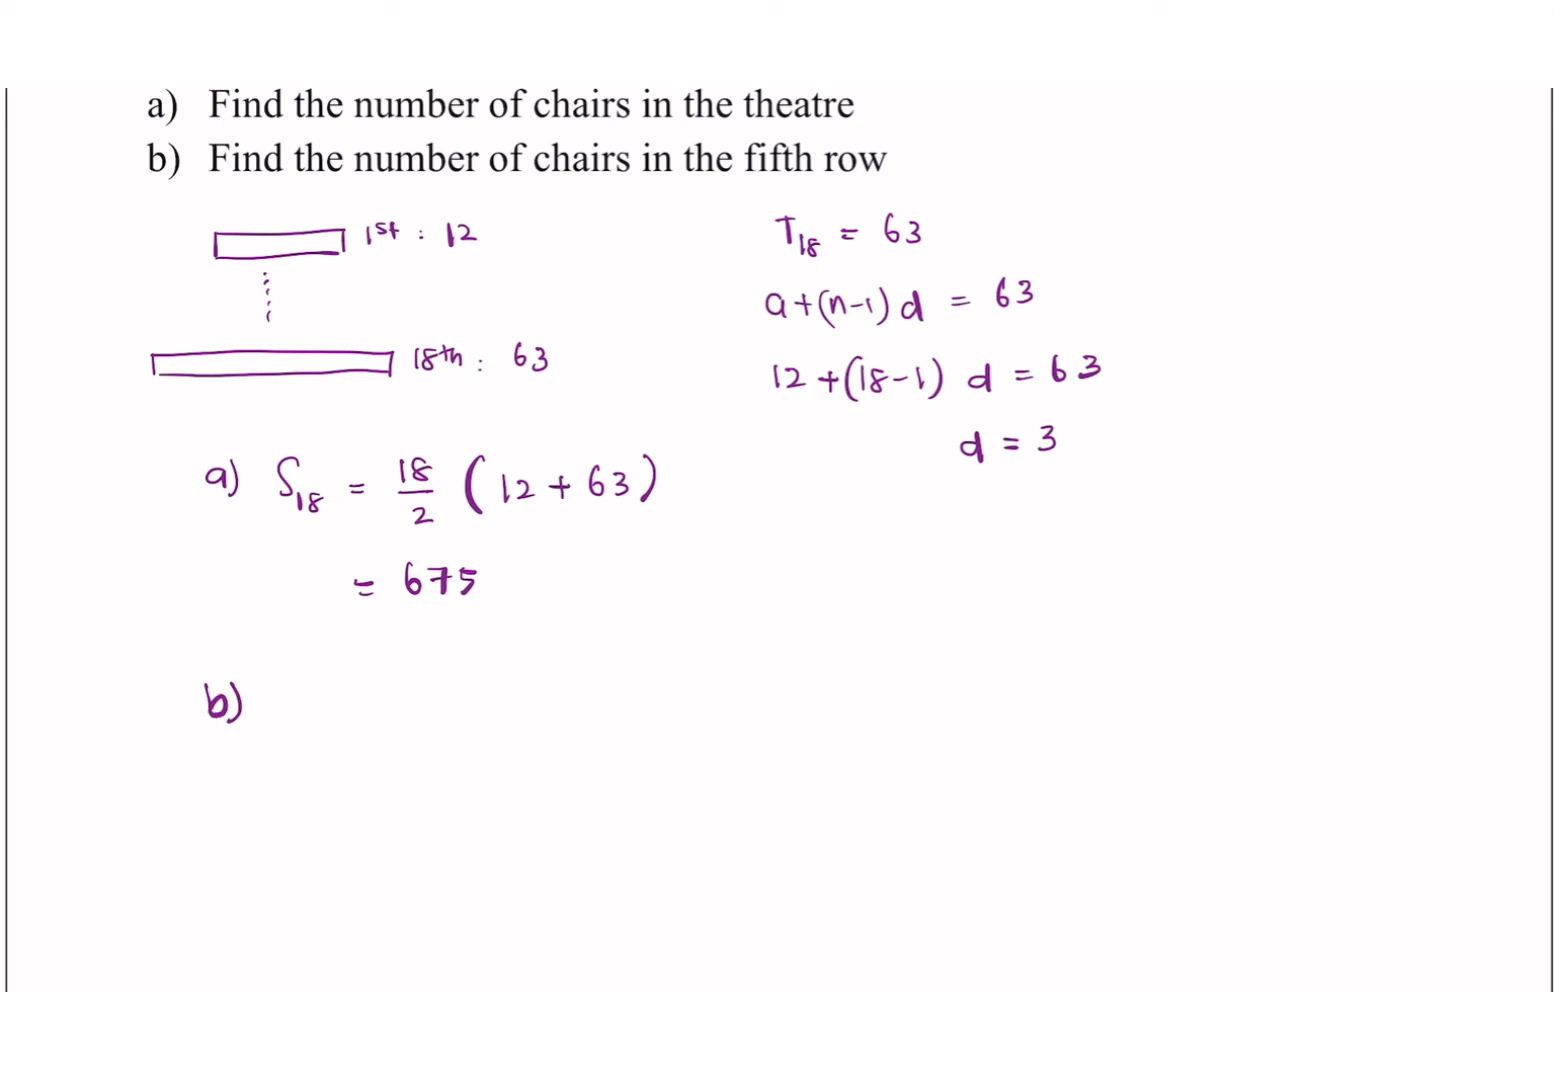 a) Find the number of chairs in the theatre
b) Find the number of chairs in the fifth row
1st : 12
18th : 63
T18 = 63
a+(n-1)d = 63
12+(18-1) d = 63
d = 3
a) S18 = 18/2 (12+63)
= 675
b)